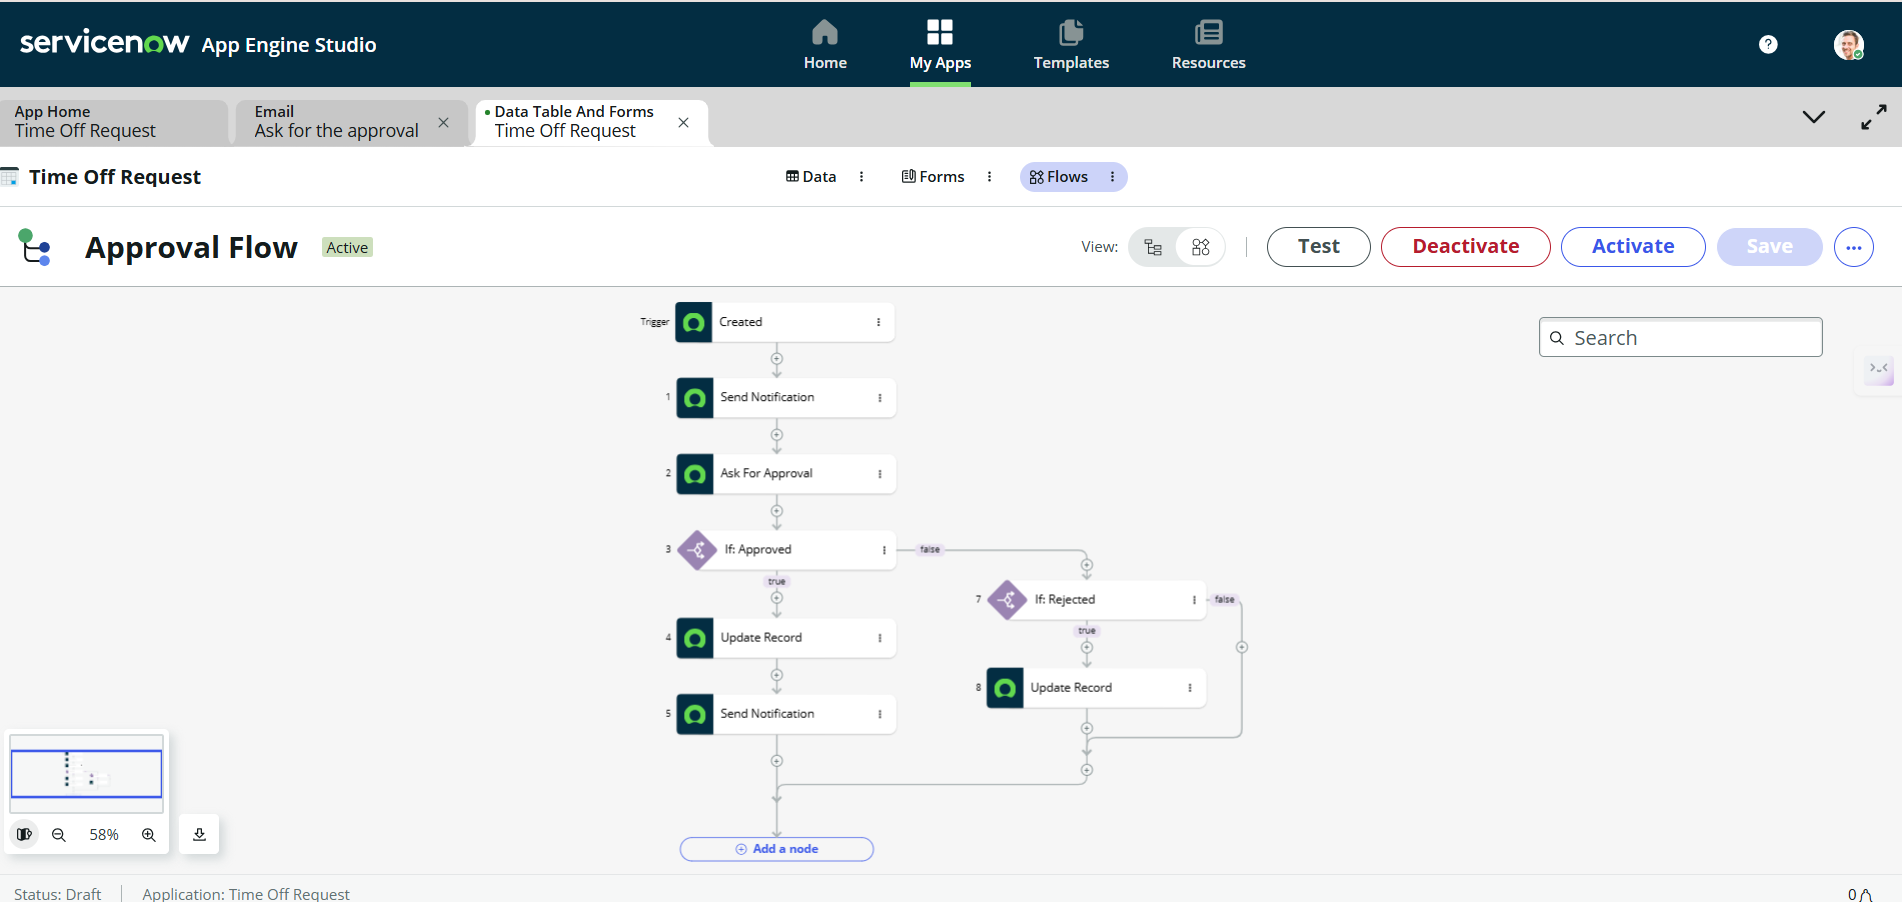 servicenow App Engine Studio
Home
My Apps
Templates
Resources
?
App Home
Time Off Request
Email
Ask for the approval
Data Table And Forms
Time Off Request
Time Off Request
Data
Forms
Flows
Approval Flow
Active
View:
Test
Deactivate
Activate
Save
Trigger
Created
Search
1
Send Notification
2
Ask For Approval
3
If: Approved
false
true
7
If: Rejected
false
true
4
Update Record
8
Update Record
5
Send Notification
58%
Add a node
Status: Draft
Application: Time Off Request
0